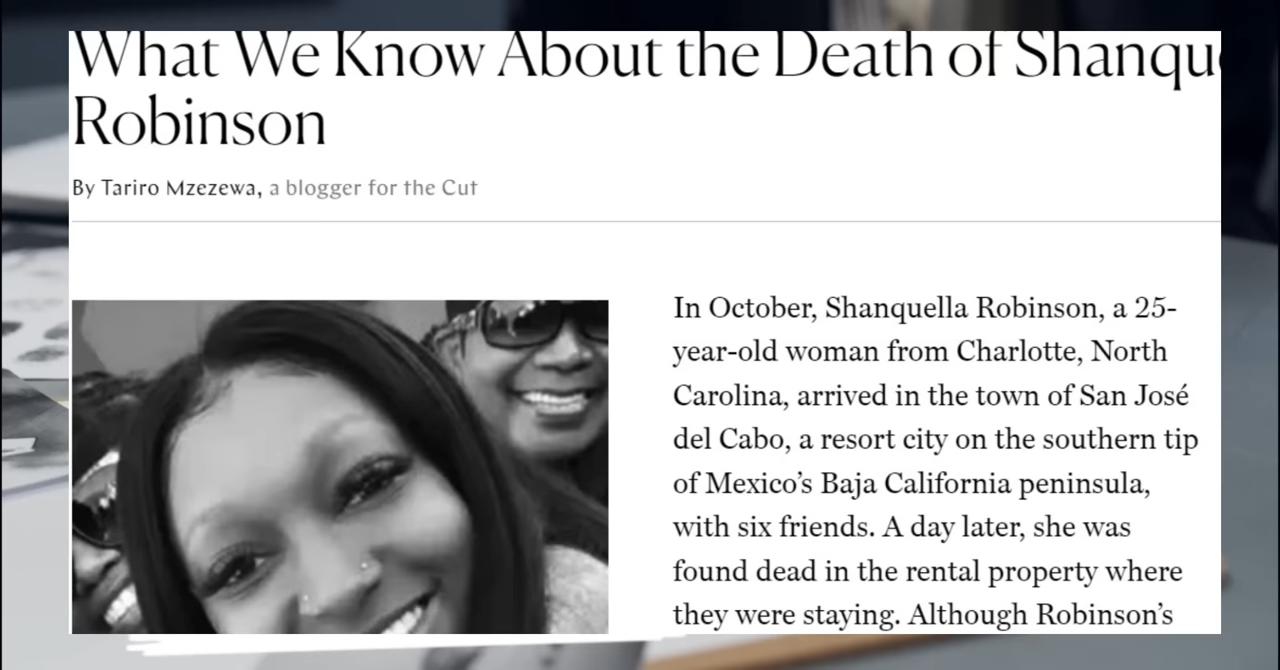 What We Know About the Death of Shanque
Robinson
By Tariro Mzezewa, a blogger for the Cut
In October, Shanquella Robinson, a 25-
year-old woman from Charlotte, North
Carolina, arrived in the town of San José
del Cabo, a resort city on the southern tip
of Mexico’s Baja California peninsula,
with six friends. A day later, she was
found dead in the rental property where
they were staying. Although Robinson’s